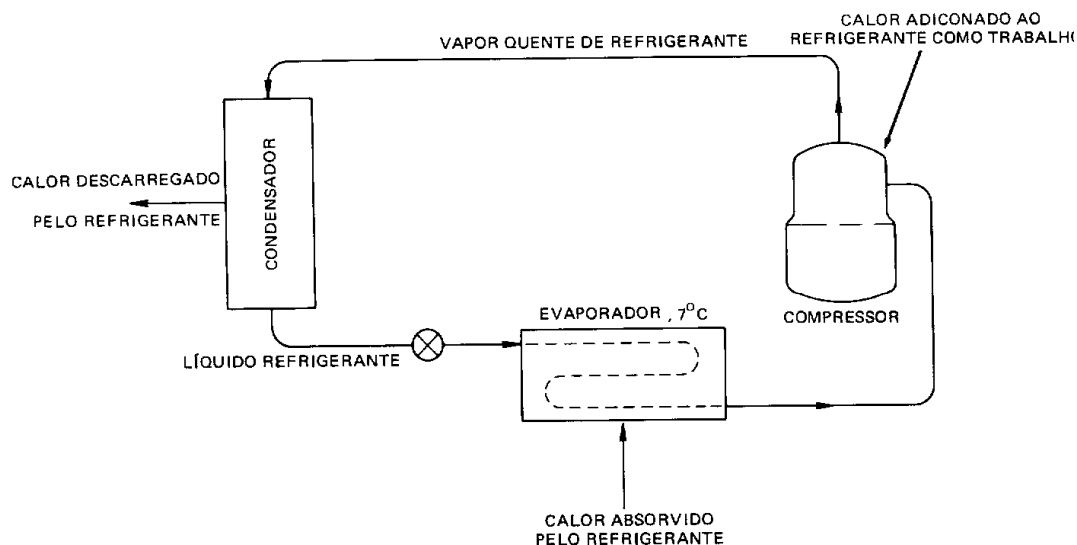 CALOR ADICONADO AO
REFRIGERANTE COMO TRABALHO
VAPOR QUENTE DE REFRIGERANTE
CONDENSADOR
CALOR DESCARREGADO
PELO REFRIGERANTE
COMPRESSOR
EVAPORADOR , 7°C
LÍQUIDO REFRIGERANTE
CALOR ABSORVIDO
PELO REFRIGERANTE